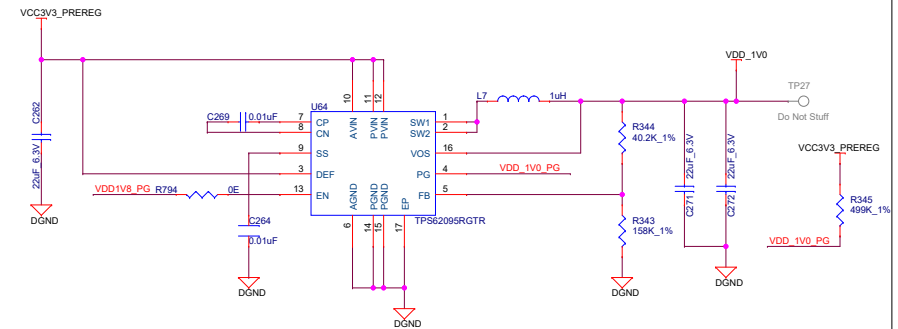 VCC3V3_PREREG
VDD_1V0
TP27
Do Not Stuff
C262
22uF_6.3V
DGND
C269
0.01uF
U64
10
11
12
7
8
9
3
13
CP
CN
SS
DEF
EN
AVIN
PVIN
PVIN
SW1
SW2
VOS
PG
FB
1
2
16
4
5
AGND
PGND
PGND
EP
6
14
15
17
TPS62095RGTR
L7
1uH
VDD_1V0_PG
VDD1V8_PG
R794
0E
C264
0.01uF
DGND
DGND
R344
40.2K_1%
R343
158K_1%
DGND
22uF_6.3V
C271
22uF_6.3V
C272
DGND
VCC3V3_PREREG
R345
499K_1%
VDD_1V0_PG